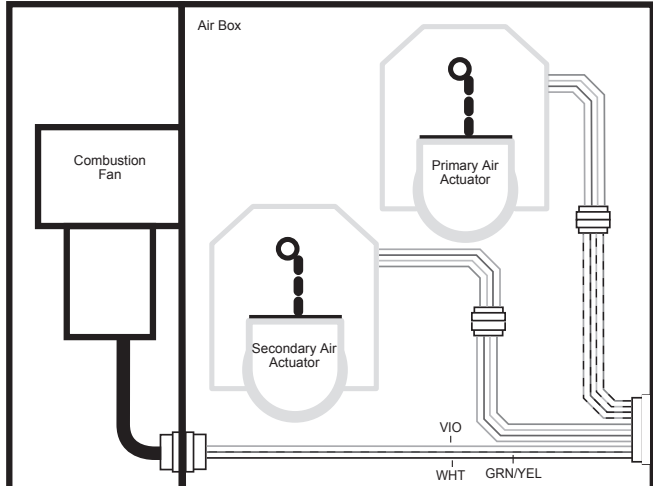 Air Box
Combustion
Fan
Primary Air
Actuator
Secondary Air
Actuator
VIO
WHT
GRN/YEL